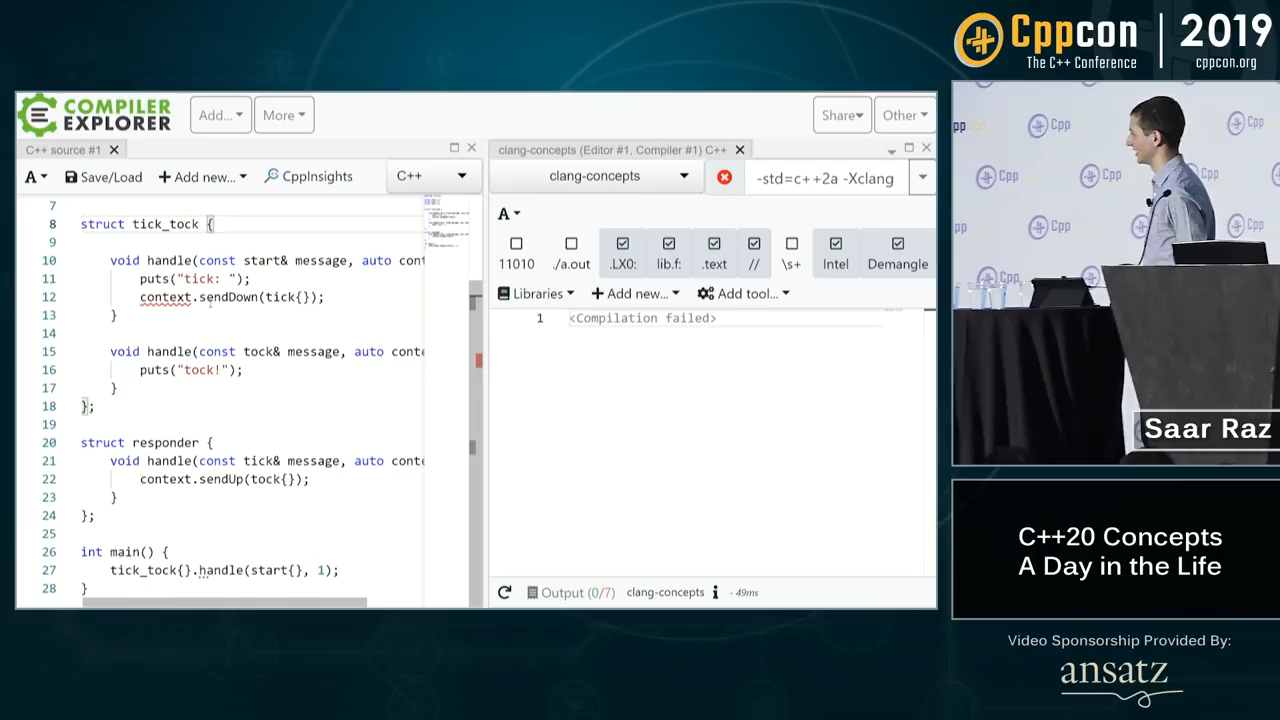 Cppcon | 2019
The C++ Conference
cppcon.org
COMPILER
EXPLORER
Add...
More
Share
Other
C++ source #1
clang-concepts (Editor #1, Compiler #1) C++
A
Save/Load
Add new...
CppInsights
C++
clang-concepts
-std=c++2a -Xclang
A
11010
./a.out
.LX0:
lib.f:
.text
//
\s+
Intel
Demangle
Libraries
Add new...
Add tool...
7
8 struct tick_tock {
9
10 void handle(const start& message, auto cont
11 puts("tick: ");
12 context.sendDown(tick{});
13 }
14
15 void handle(const tock& message, auto conte
16 puts("tock!");
17 }
18 };
19
20 struct responder {
21 void handle(const tick& message, auto conte
22 context.sendUp(tock{});
23 }
24 };
25
26 int main() {
27 tick_tock{}.handle(start{}, 1);
28 }
1 <Compilation failed>
Output (0/7) clang-concepts - 49ms
Cpp
Cpp
Cpp
Cpp
Cpp
Cpp
Saar Raz
C++20 Concepts
A Day in the Life
Video Sponsorship Provided By:
ansatz